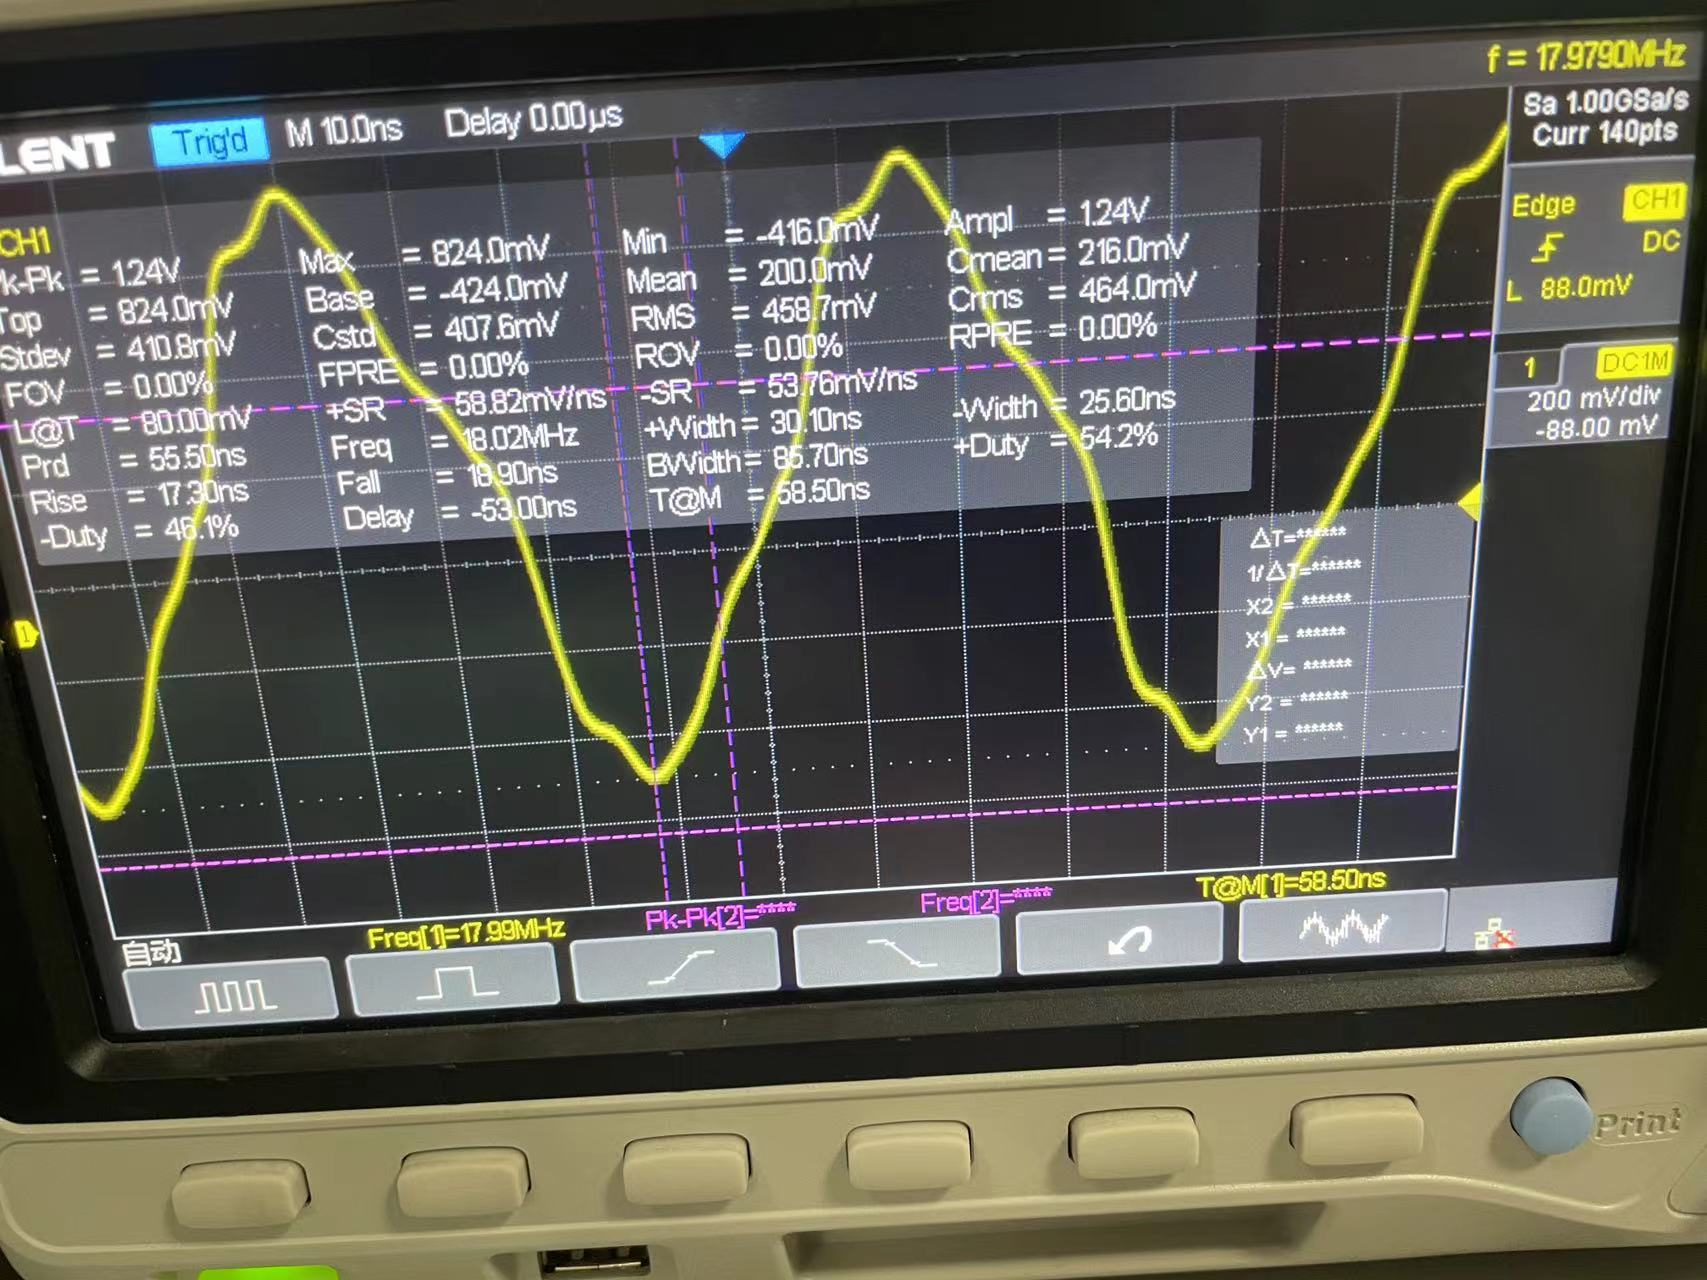 f = 17.9790MHz
LENT Trig'd M 10.0ns Delay 0.00μs
Sa 1.00GSa/s
Curr 140pts
CH1
k-Pk = 1.24V Max = 824.0mV Min = -416.0mV Ampl = 1.24V
Top = 824.0mV Base = -424.0mV Mean = 200.0mV Cmean = 216.0mV
Stdev = 410.8mV Cstd = 407.6mV RMS = 458.7mV Crms = 464.0mV
FOV = 0.00% FPRE = 0.00% ROV = 0.00% RPRE = 0.00%
L@T = 80.00mV +SR = 58.82mV/ns -SR = 53.76mV/ns
Prd = 55.50ns Freq = 18.02MHz +Width = 30.10ns -Width = 25.60ns
Rise = 17.30ns Fall = 18.90ns BWidth = 85.70ns +Duty = 54.2%
-Duty = 46.1% Delay = -53.00ns T@M = 58.50ns
Edge CH1
DC
L 88.0mV
1 DC1M
200 mV/div
-88.00 mV
1
ΔT=******
1/ΔT=******
X2 = ******
X1 = ******
ΔV= ******
Y2 = ******
Y1 = ******
自动 Freq[1]=17.99MHz Pk-Pk[2]=**** Freq[2]=**** T@M[1]=58.50ns
Print